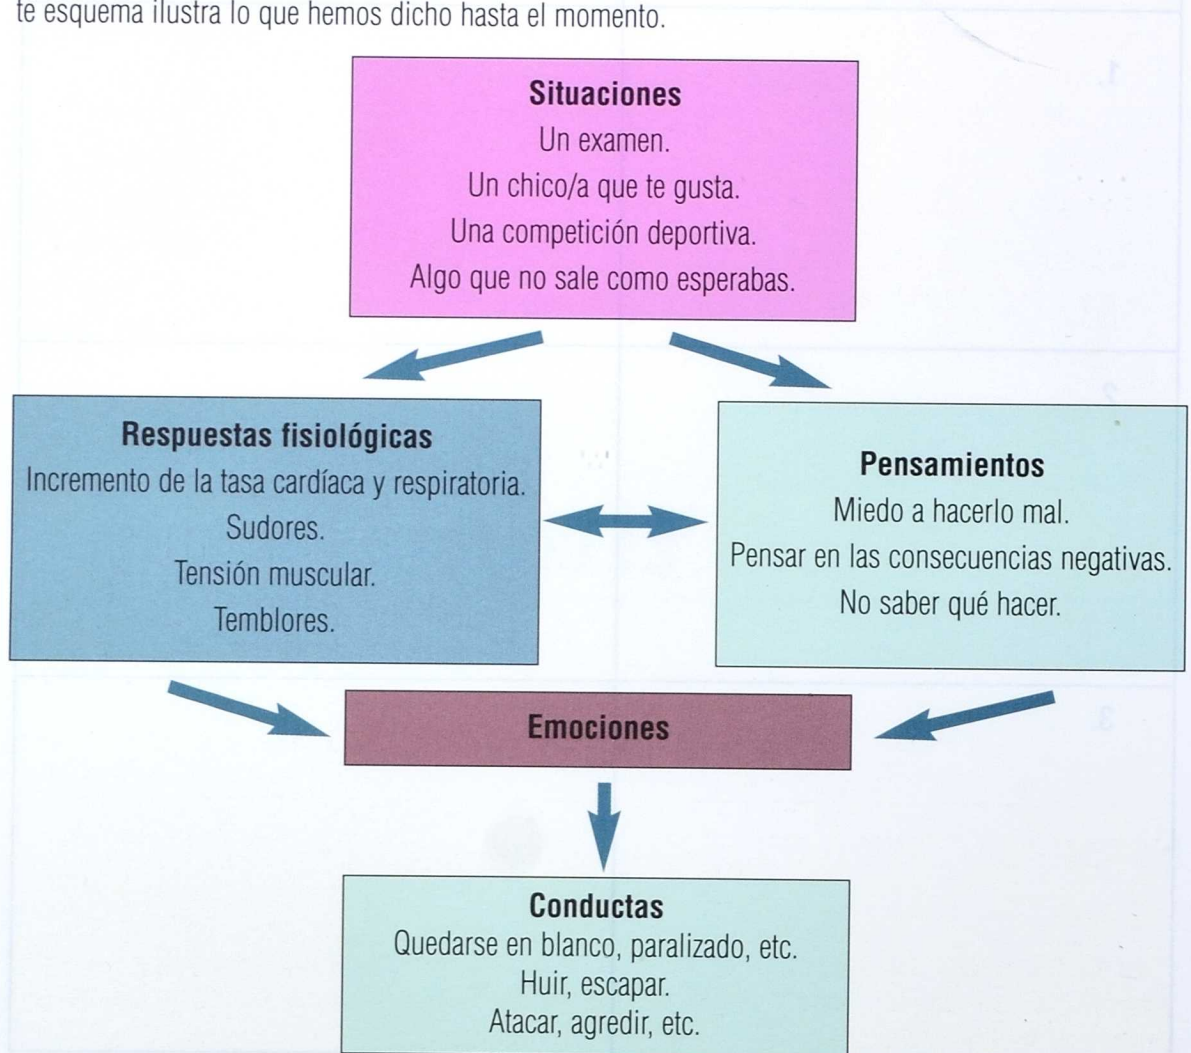 te esquema ilustra lo que hemos dicho hasta el momento.
Situaciones
Un examen.
Un chico/a que te gusta.
Una competición deportiva.
Algo que no sale como esperabas.
Respuestas fisiológicas
Incremento de la tasa cardíaca y respiratoria.
Sudores.
Tensión muscular.
Temblores.
Pensamientos
Miedo a hacerlo mal.
Pensar en las consecuencias negativas.
No saber qué hacer.
Emociones
Conductas
Quedarse en blanco, paralizado, etc.
Huir, escapar.
Atacar, agredir, etc.